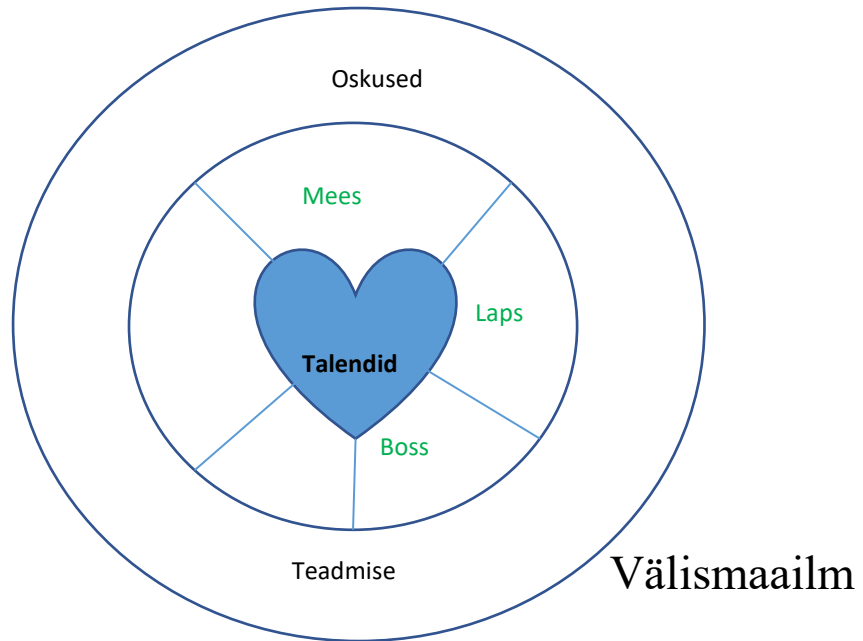 Oskused
Mees
Laps
Talendid
Boss
Teadmise
Välismaailm